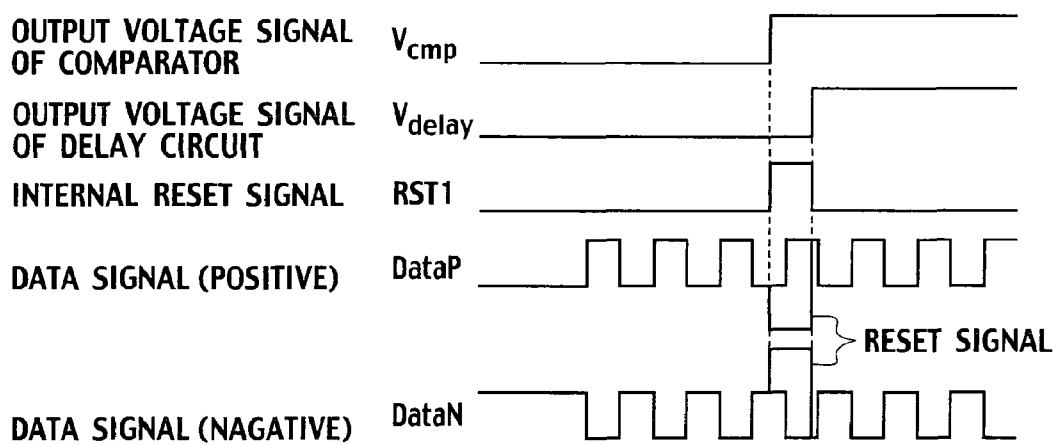 OUTPUT VOLTAGE SIGNAL
OF COMPARATOR
Vcmp
OUTPUT VOLTAGE SIGNAL
OF DELAY CIRCUIT
Vdelay
INTERNAL RESET SIGNAL
RST1
DATA SIGNAL (POSITIVE)
DataP
RESET SIGNAL
DATA SIGNAL (NAGATIVE)
DataN